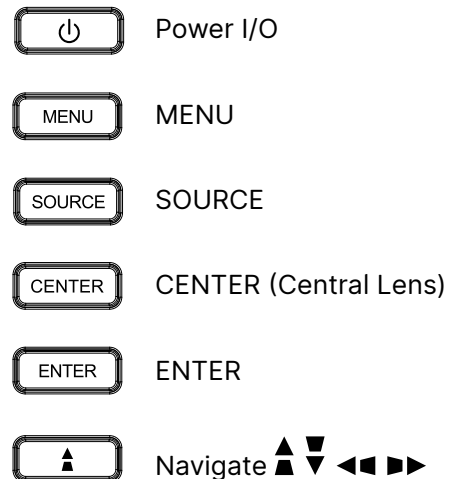 Power I/O
MENU MENU
SOURCE SOURCE
CENTER CENTER (Central Lens)
ENTER ENTER
Navigate